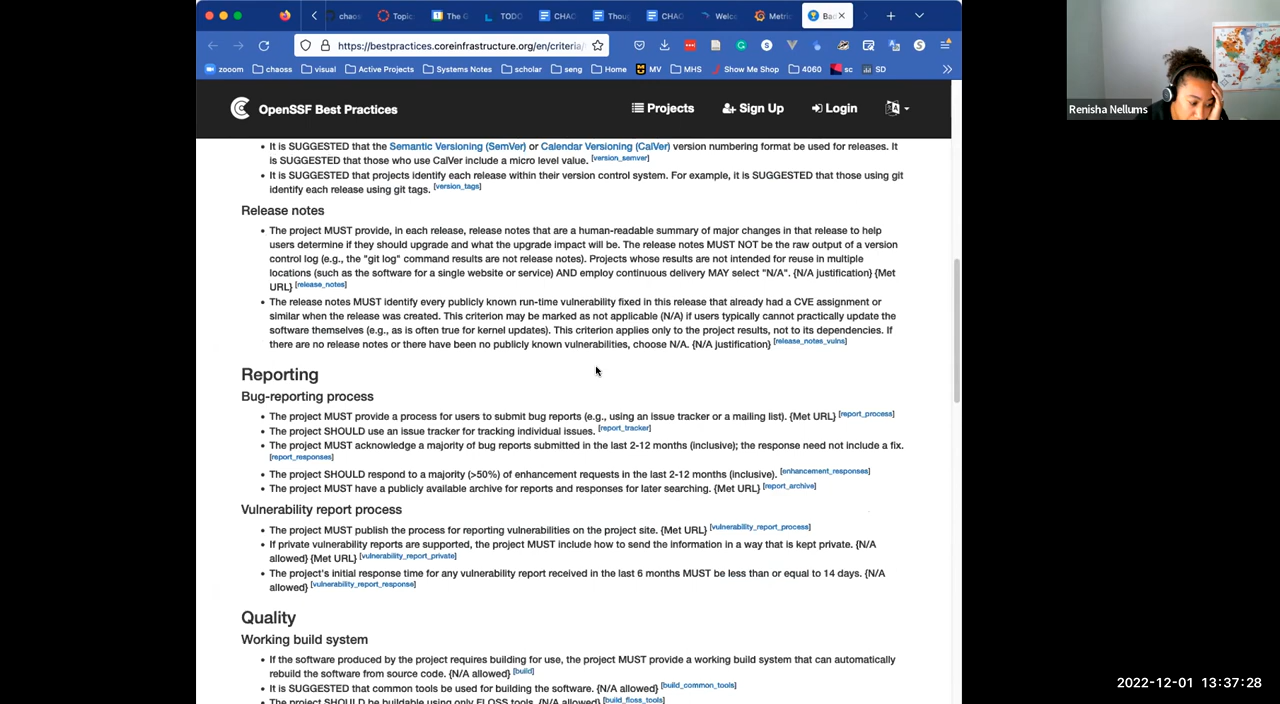 chaos
Topic
The G
TODO
CHAO
Thoug
CHAO
Welco
Metric
Bad
https://bestpractices.coreinfrastructure.org/en/criteria/
zooom chaoss visual Active Projects Systems Notes scholar seng Home MV MHS Show Me Shop 4060 sc SD
OpenSSF Best Practices
Projects Sign Up Login
Renisha Nellums
• It is SUGGESTED that the Semantic Versioning (SemVer) or Calendar Versioning (CalVer) version numbering format be used for releases. It
is SUGGESTED that those who use CalVer include a micro level value. [version_semver]
• It is SUGGESTED that projects identify each release within their version control system. For example, it is SUGGESTED that those using git
identify each release using git tags. [version_tags]
Release notes
• The project MUST provide, in each release, release notes that are a human-readable summary of major changes in that release to help
users determine if they should upgrade and what the upgrade impact will be. The release notes MUST NOT be the raw output of a version
control log (e.g., the "git log" command results are not release notes). Projects whose results are not intended for reuse in multiple
locations (such as the software for a single website or service) AND employ continuous delivery MAY select "N/A". {N/A justification} {Met
URL} [release_notes]
• The release notes MUST identify every publicly known run-time vulnerability fixed in this release that already had a CVE assignment or
similar when the release was created. This criterion may be marked as not applicable (N/A) if users typically cannot practically update the
software themselves (e.g., as is often true for kernel updates). This criterion applies only to the project results, not to its dependencies. If
there are no release notes or there have been no publicly known vulnerabilities, choose N/A. {N/A justification} [release_notes_vulns]
Reporting
Bug-reporting process
• The project MUST provide a process for users to submit bug reports (e.g., using an issue tracker or a mailing list). {Met URL} [report_process]
• The project SHOULD use an issue tracker for tracking individual issues. [report_tracker]
• The project MUST acknowledge a majority of bug reports submitted in the last 2-12 months (inclusive); the response need not include a fix.
[report_responses]
• The project SHOULD respond to a majority (>50%) of enhancement requests in the last 2-12 months (inclusive). [enhancement_responses]
• The project MUST have a publicly available archive for reports and responses for later searching. {Met URL} [report_archive]
Vulnerability report process
• The project MUST publish the process for reporting vulnerabilities on the project site. {Met URL} [vulnerability_report_process]
• If private vulnerability reports are supported, the project MUST include how to send the information in a way that is kept private. {N/A
allowed} {Met URL} [vulnerability_report_private]
• The project's initial response time for any vulnerability report received in the last 6 months MUST be less than or equal to 14 days. {N/A
allowed} [vulnerability_report_response]
Quality
Working build system
• If the software produced by the project requires building for use, the project MUST provide a working build system that can automatically
rebuild the software from source code. {N/A allowed} [build]
• It is SUGGESTED that common tools be used for building the software. {N/A allowed} [build_common_tools]
• The project SHOULD be buildable using only FLOSS tools. {N/A allowed} [build_floss_tools]
2022-12-01 13:37:28